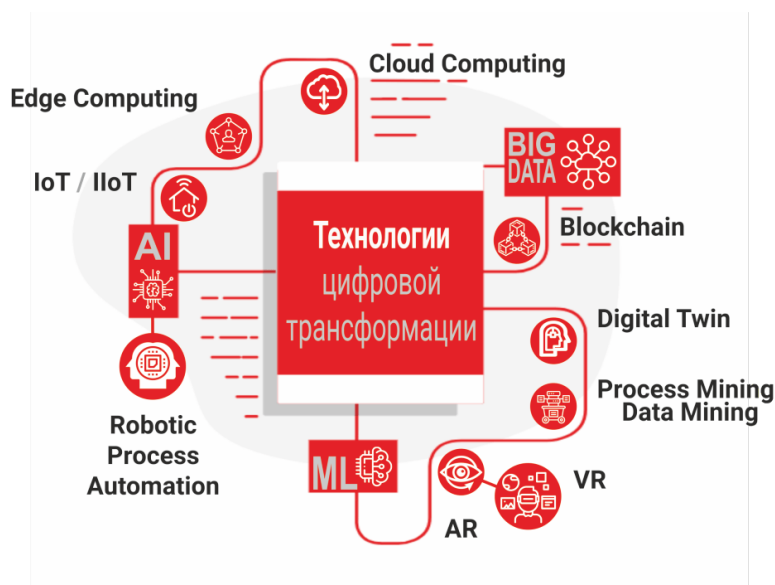 Cloud Computing
Edge Computing
BIG
DATA
IoT / IIoT
Blockchain
AI
Технологии
цифровой
трансформации
Digital Twin
Process Mining
Data Mining
Robotic
Process
Automation
ML
VR
AR